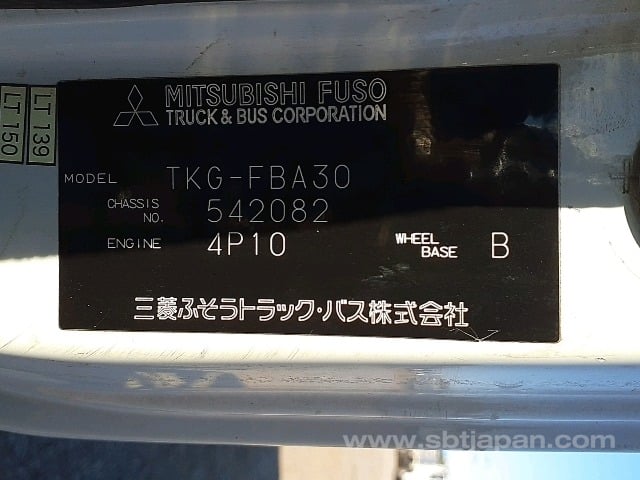 MITSUBISHI FUSO
TRUCK & BUS CORPORATION
MODEL TKG-FBA30
CHASSIS NO. 542082
ENGINE 4P10 WHEEL BASE B
三菱ふそうトラック・バス株式会社
LT 139
LT 150
www.sbtjapan.com